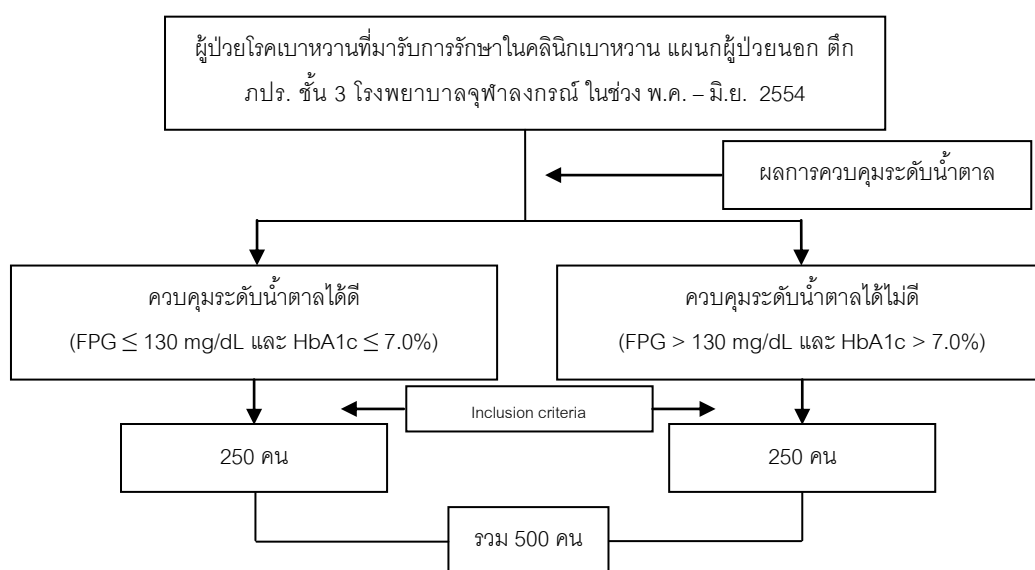 ผู้ป่วยโรคเบาหวานที่มารับการรักษาในคลินิกเบาหวาน แผนกผู้ป่วยนอก ตึก
ภปร. ชั้น 3 โรงพยาบาลจุฬาลงกรณ์ ในช่วง พ.ค. – มิ.ย. 2554
ผลการควบคุมระดับน้ำตาล
ควบคุมระดับน้ำตาลได้ดี
(FPG ≤ 130 mg/dL และ HbA1c ≤ 7.0%)
ควบคุมระดับน้ำตาลได้ไม่ดี
(FPG > 130 mg/dL และ HbA1c > 7.0%)
Inclusion criteria
250 คน
250 คน
รวม 500 คน